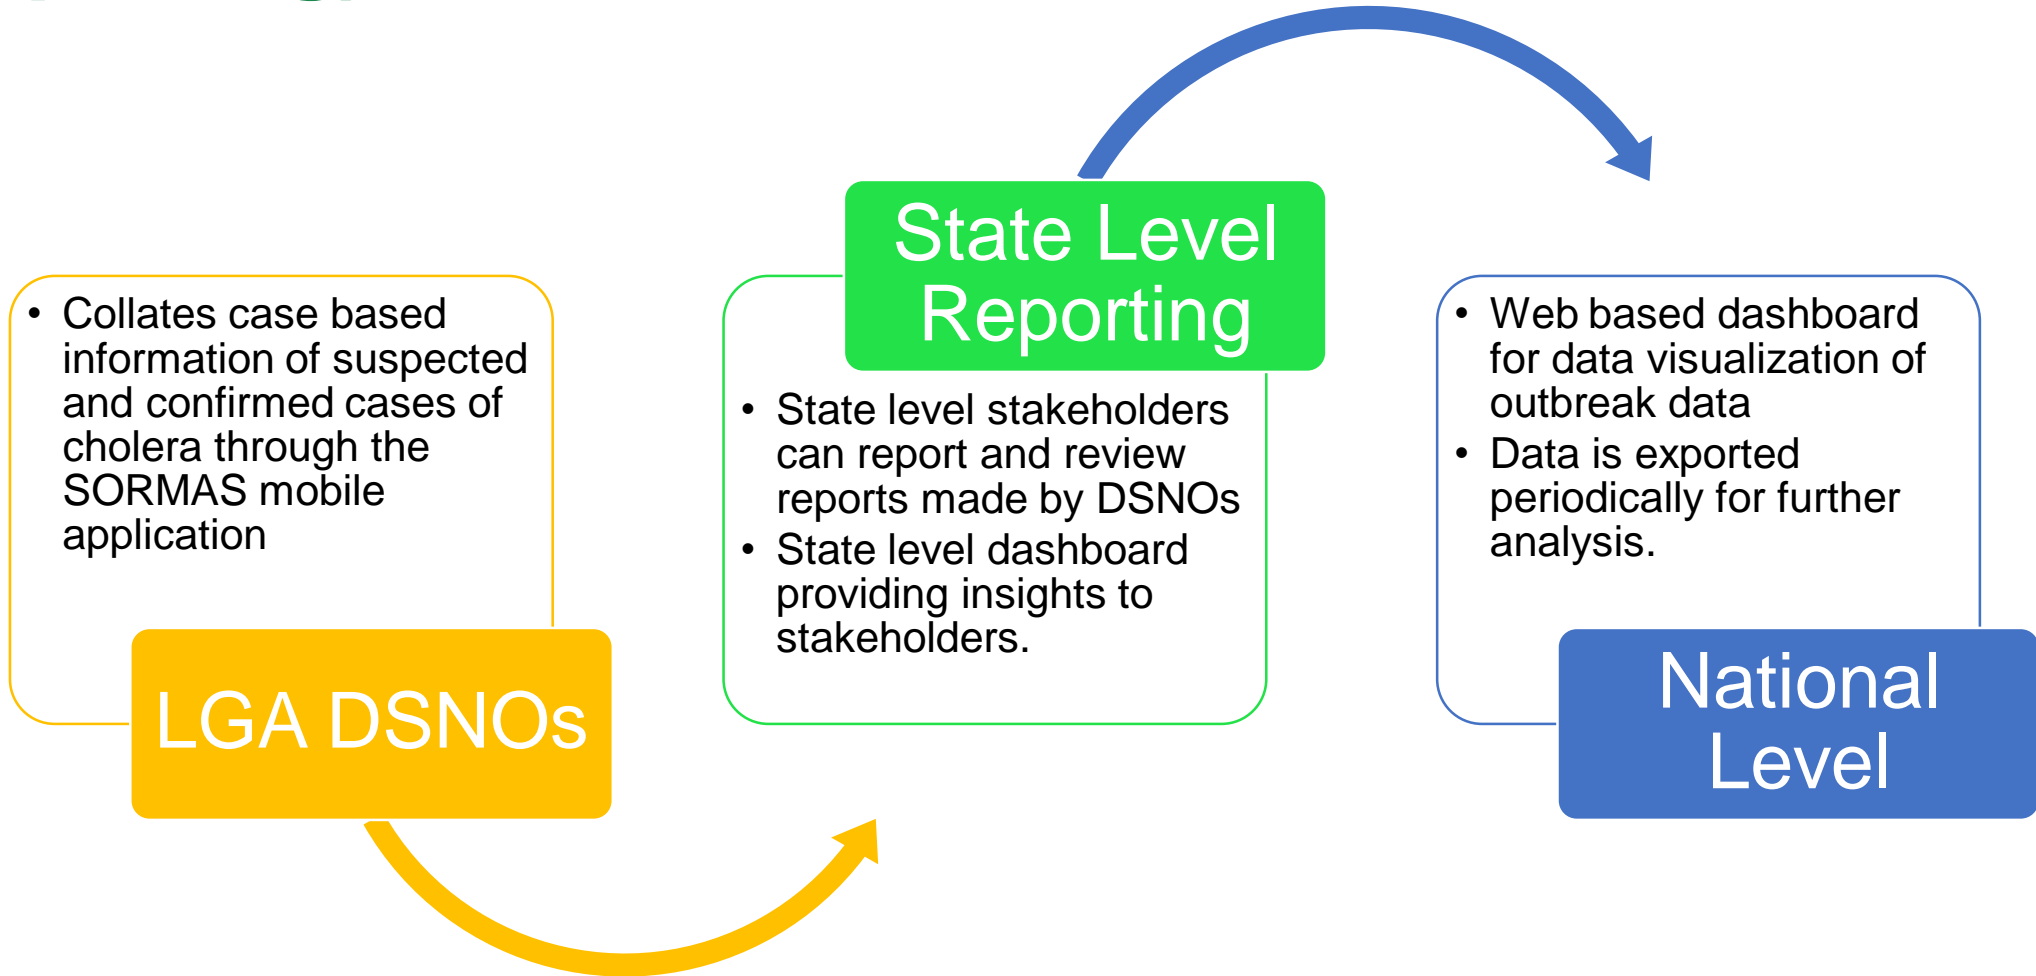 • Collates case based
information of suspected
and confirmed cases of
cholera through the
SORMAS mobile
application
LGA DSNOs
State Level
Reporting
• State level stakeholders
can report and review
reports made by DSNOs
• State level dashboard
providing insights to
stakeholders.
• Web based dashboard
for data visualization of
outbreak data
• Data is exported
periodically for further
analysis.
National
Level